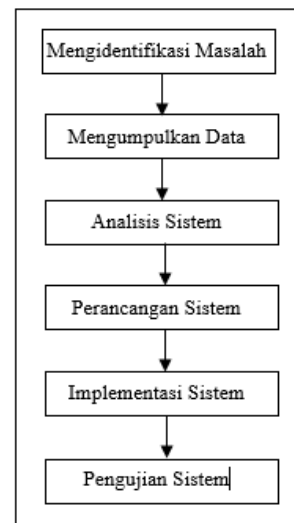 Mengidentifikasi Masalah
Mengumpulkan Data
Analisis Sistem
Perancangan Sistem
Implementasi Sistem
Pengujian Sistem